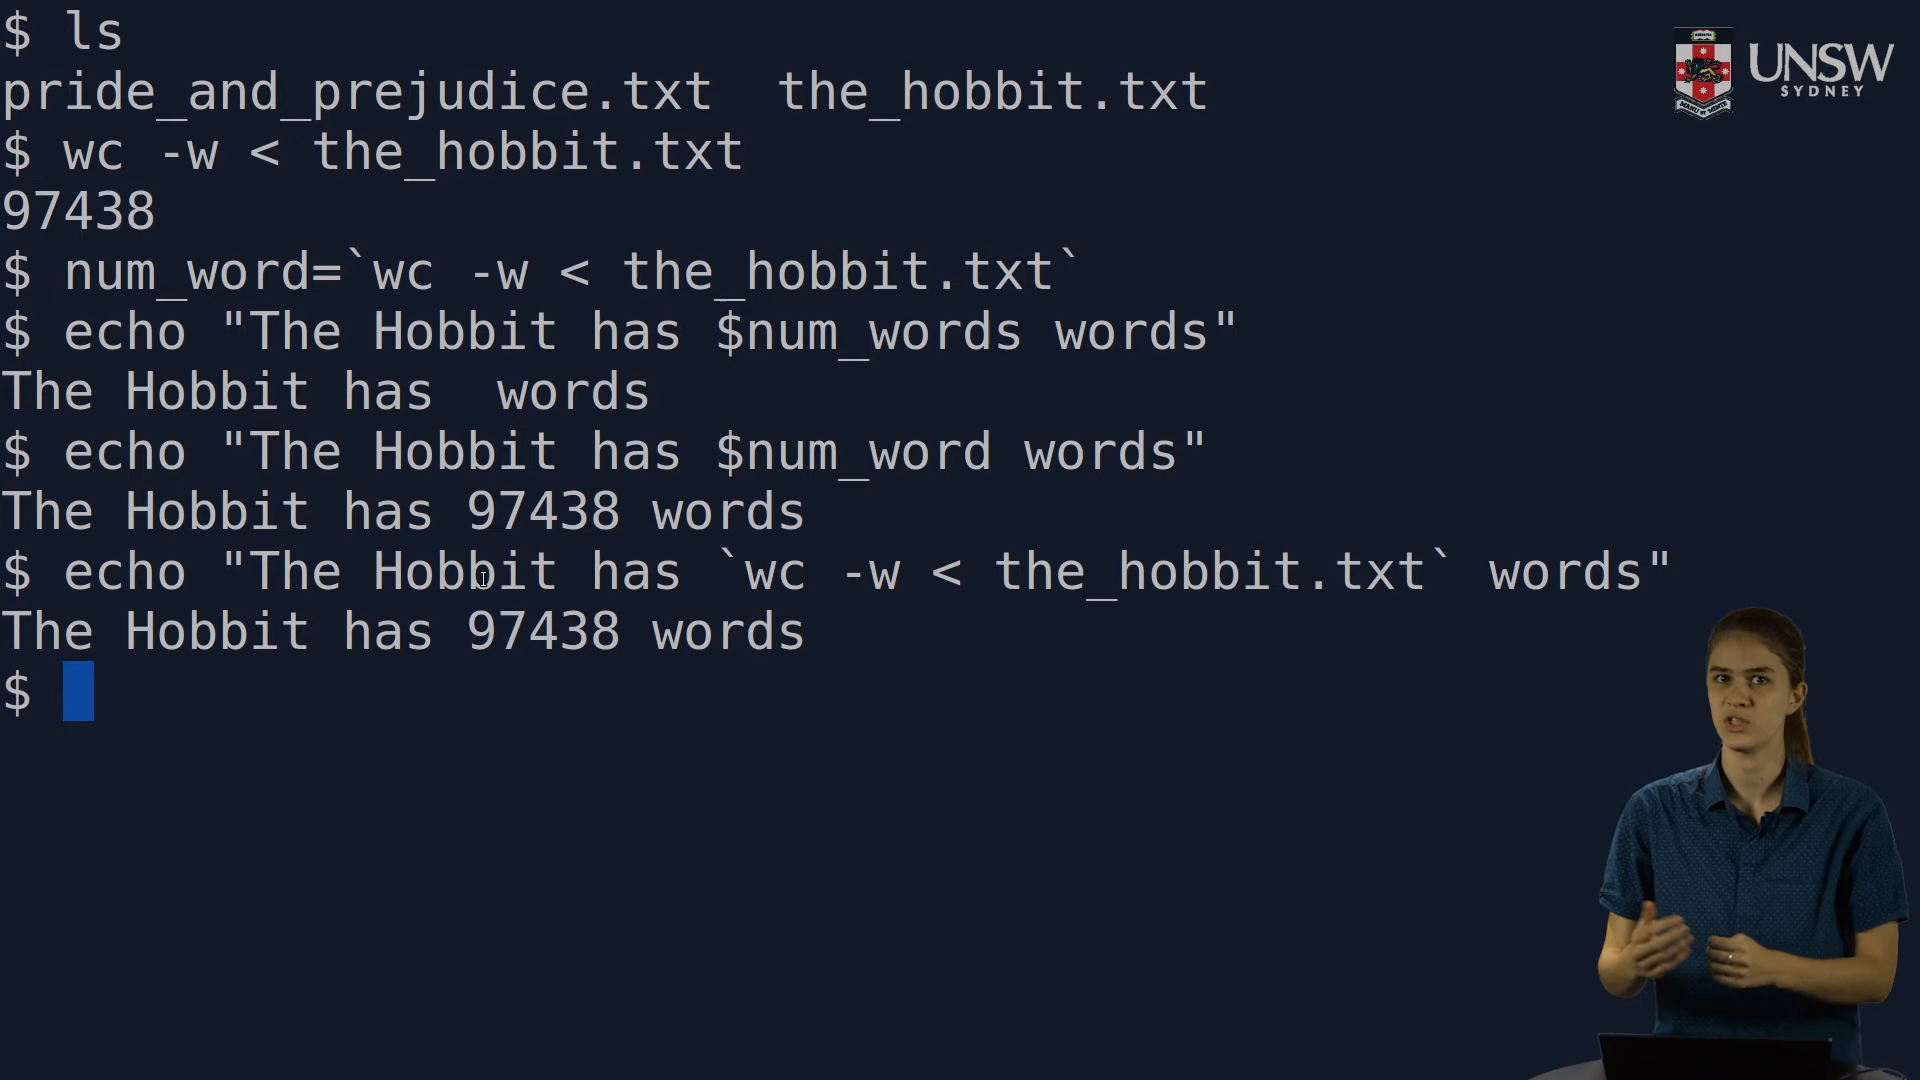 $ ls
pride_and_prejudice.txt  the_hobbit.txt
$ wc -w < the_hobbit.txt
97438
$ num_word=`wc -w < the_hobbit.txt`
$ echo "The Hobbit has $num_words words"
The Hobbit has  words
$ echo "The Hobbit has $num_word words"
The Hobbit has 97438 words
$ echo "The Hobbit has `wc -w < the_hobbit.txt` words"
The Hobbit has 97438 words
$
UNSW
SYDNEY